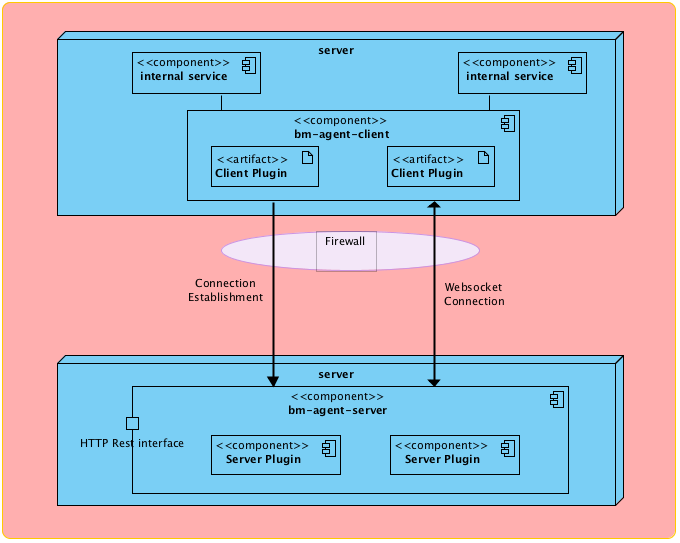 server
<<component>>
internal service
<<component>>
internal service
<<component>>
bm-agent-client
<<artifact>>
Client Plugin
<<artifact>>
Client Plugin
Firewall
Connection
Establishment
Websocket
Connection
server
<<component>>
bm-agent-server
HTTP Rest interface
<<component>>
Server Plugin
<<component>>
Server Plugin